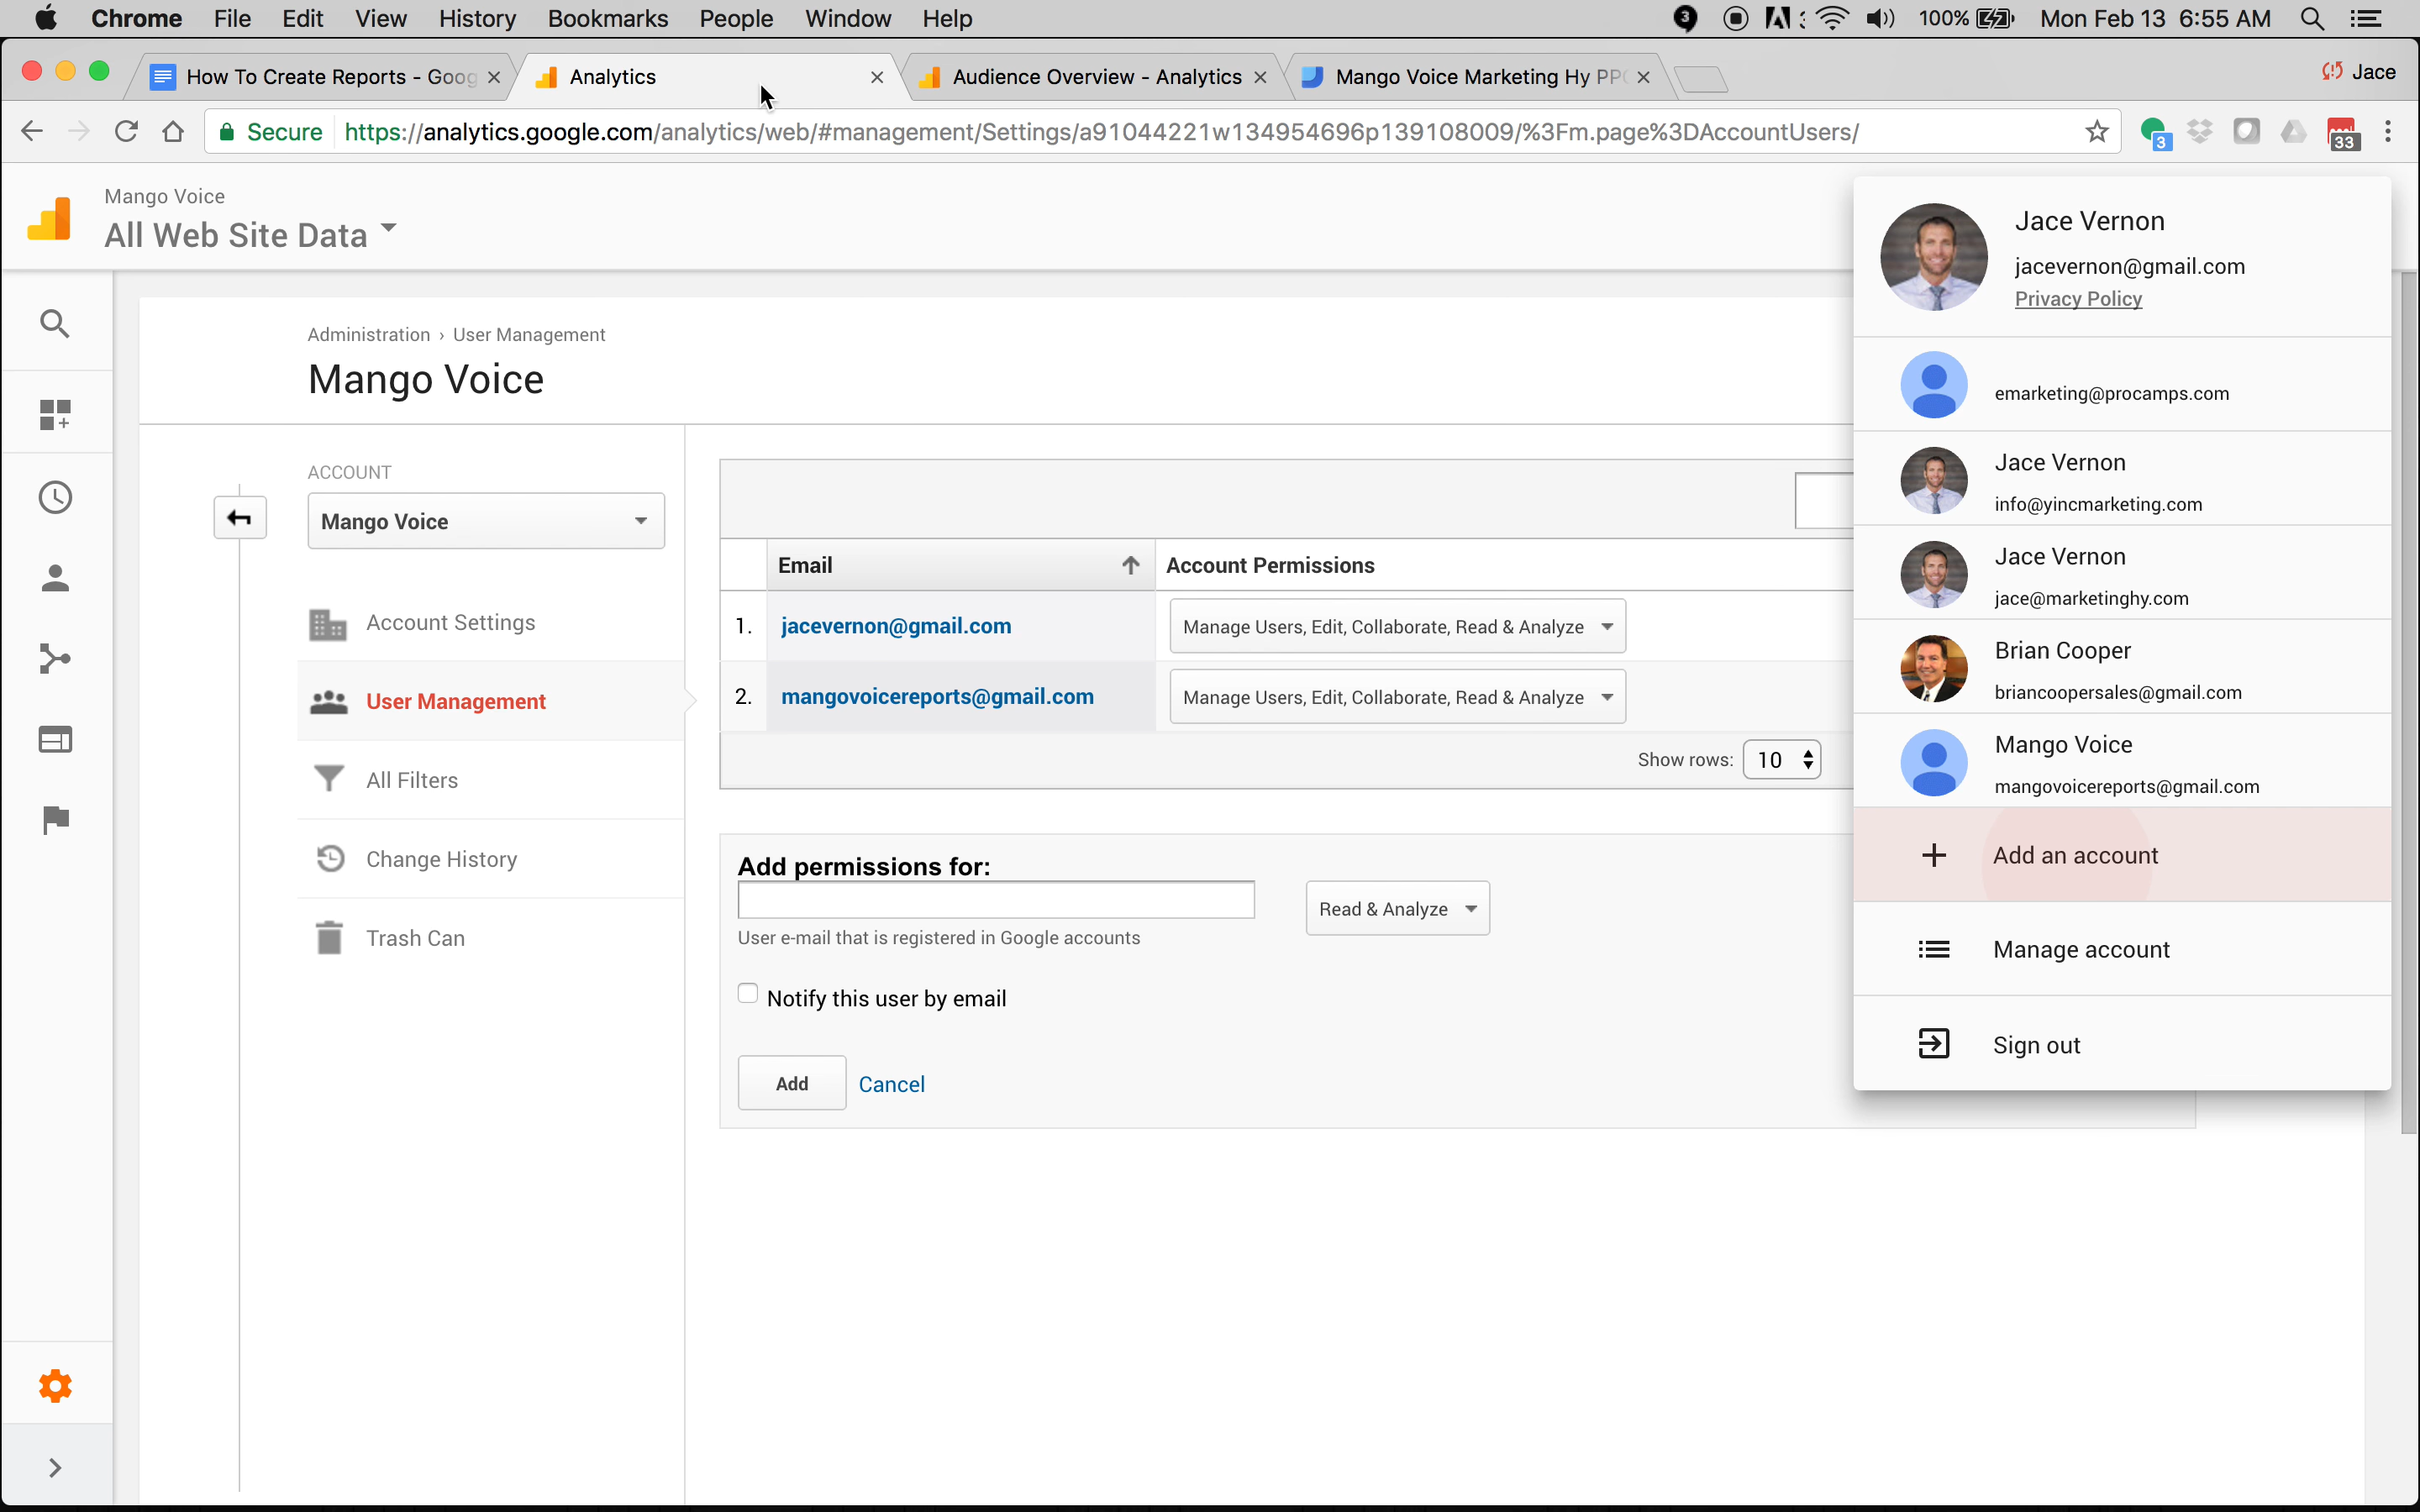 Chrome File Edit View History Bookmarks People Window Help 3 100% Mon Feb 13 6:55 AM
How To Create Reports - Goog Analytics Audience Overview - Analytics Mango Voice Marketing Hy PP Jace
Secure https://analytics.google.com/analytics/web/#management/Settings/a91044221w134954696p139108009/%3Fm.page%3DAccountUsers/ 3 33
Mango Voice
All Web Site Data
Administration › User Management
Mango Voice
ACCOUNT
Mango Voice
Account Settings
User Management
All Filters
Change History
Trash Can
Email Account Permissions
1. jacevernon@gmail.com Manage Users, Edit, Collaborate, Read & Analyze
2. mangovoicereports@gmail.com Manage Users, Edit, Collaborate, Read & Analyze
Show rows: 10
Add permissions for:
Read & Analyze
User e-mail that is registered in Google accounts
Notify this user by email
Add Cancel
Jace Vernon
jacevernon@gmail.com
Privacy Policy
emarketing@procamps.com
Jace Vernon
info@yincmarketing.com
Jace Vernon
jace@marketinghy.com
Brian Cooper
briancoopersales@gmail.com
Mango Voice
mangovoicereports@gmail.com
Add an account
Manage account
Sign out